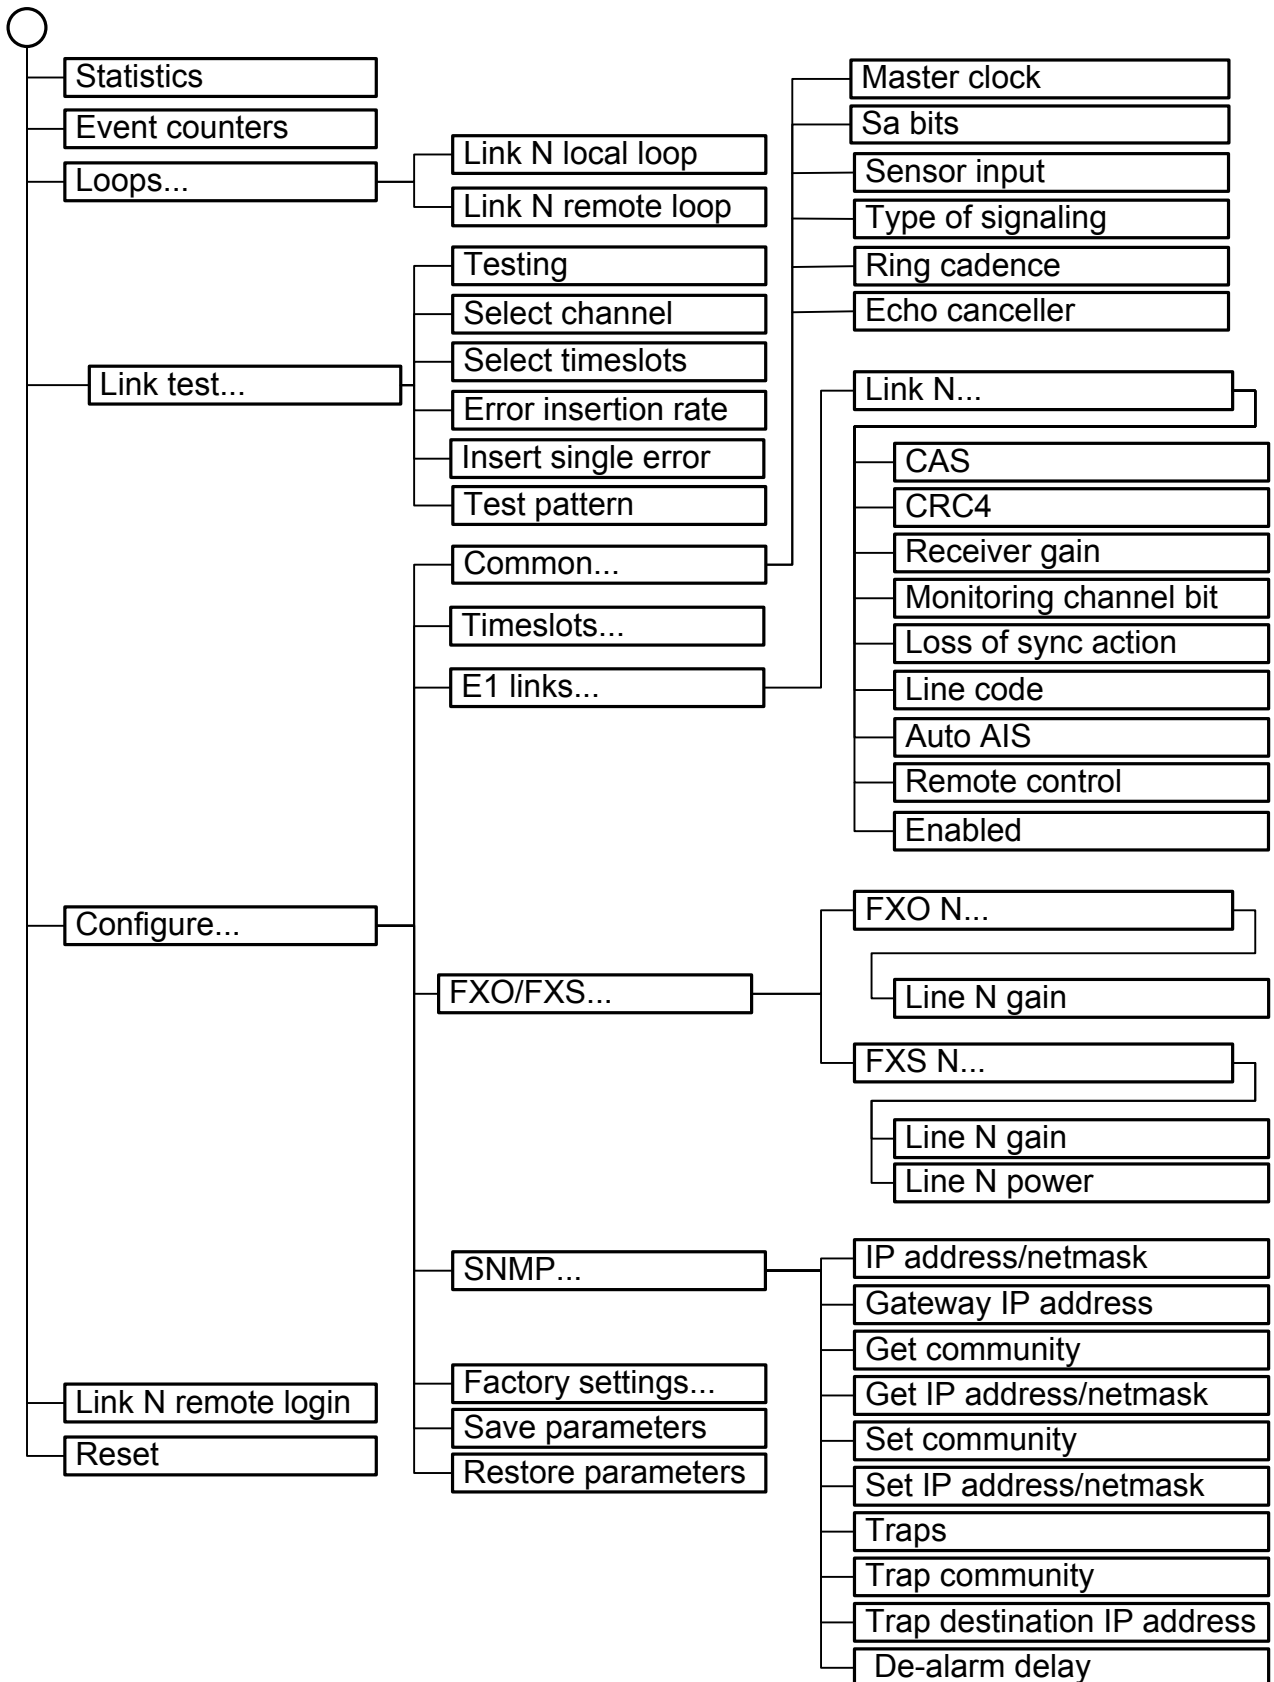 Statistics
Event counters
Loops...
Link N local loop
Link N remote loop
Link test...
Testing
Select channel
Select timeslots
Error insertion rate
Insert single error
Test pattern
Configure...
Common...
Master clock
Sa bits
Sensor input
Type of signaling
Ring cadence
Echo canceller
Timeslots...
E1 links...
Link N...
CAS
CRC4
Receiver gain
Monitoring channel bit
Loss of sync action
Line code
Auto AIS
Remote control
Enabled
FXO/FXS...
FXO N...
Line N gain
FXS N...
Line N gain
Line N power
SNMP...
IP address/netmask
Gateway IP address
Get community
Get IP address/netmask
Set community
Set IP address/netmask
Traps
Trap community
Trap destination IP address
De-alarm delay
Factory settings...
Save parameters
Restore parameters
Link N remote login
Reset